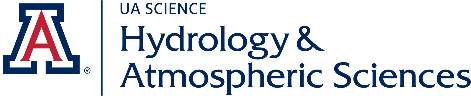 A
®
UA SCIENCE
Hydrology &
Atmospheric Sciences